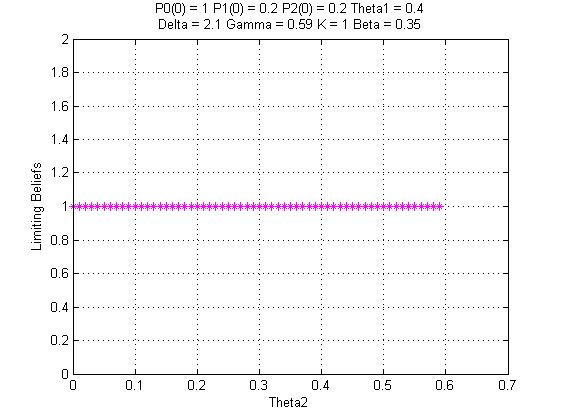 P0(0) = 1 P1(0) = 0.2 P2(0) = 0.2 Theta1 = 0.4
Delta = 2.1 Gamma = 0.59 K = 1 Beta = 0.35
2
1.8
1.6
1.4
1.2
1
0.8
0.6
0.4
0.2
0
Limiting Beliefs
0 0.1 0.2 0.3 0.4 0.5 0.6 0.7
Theta2